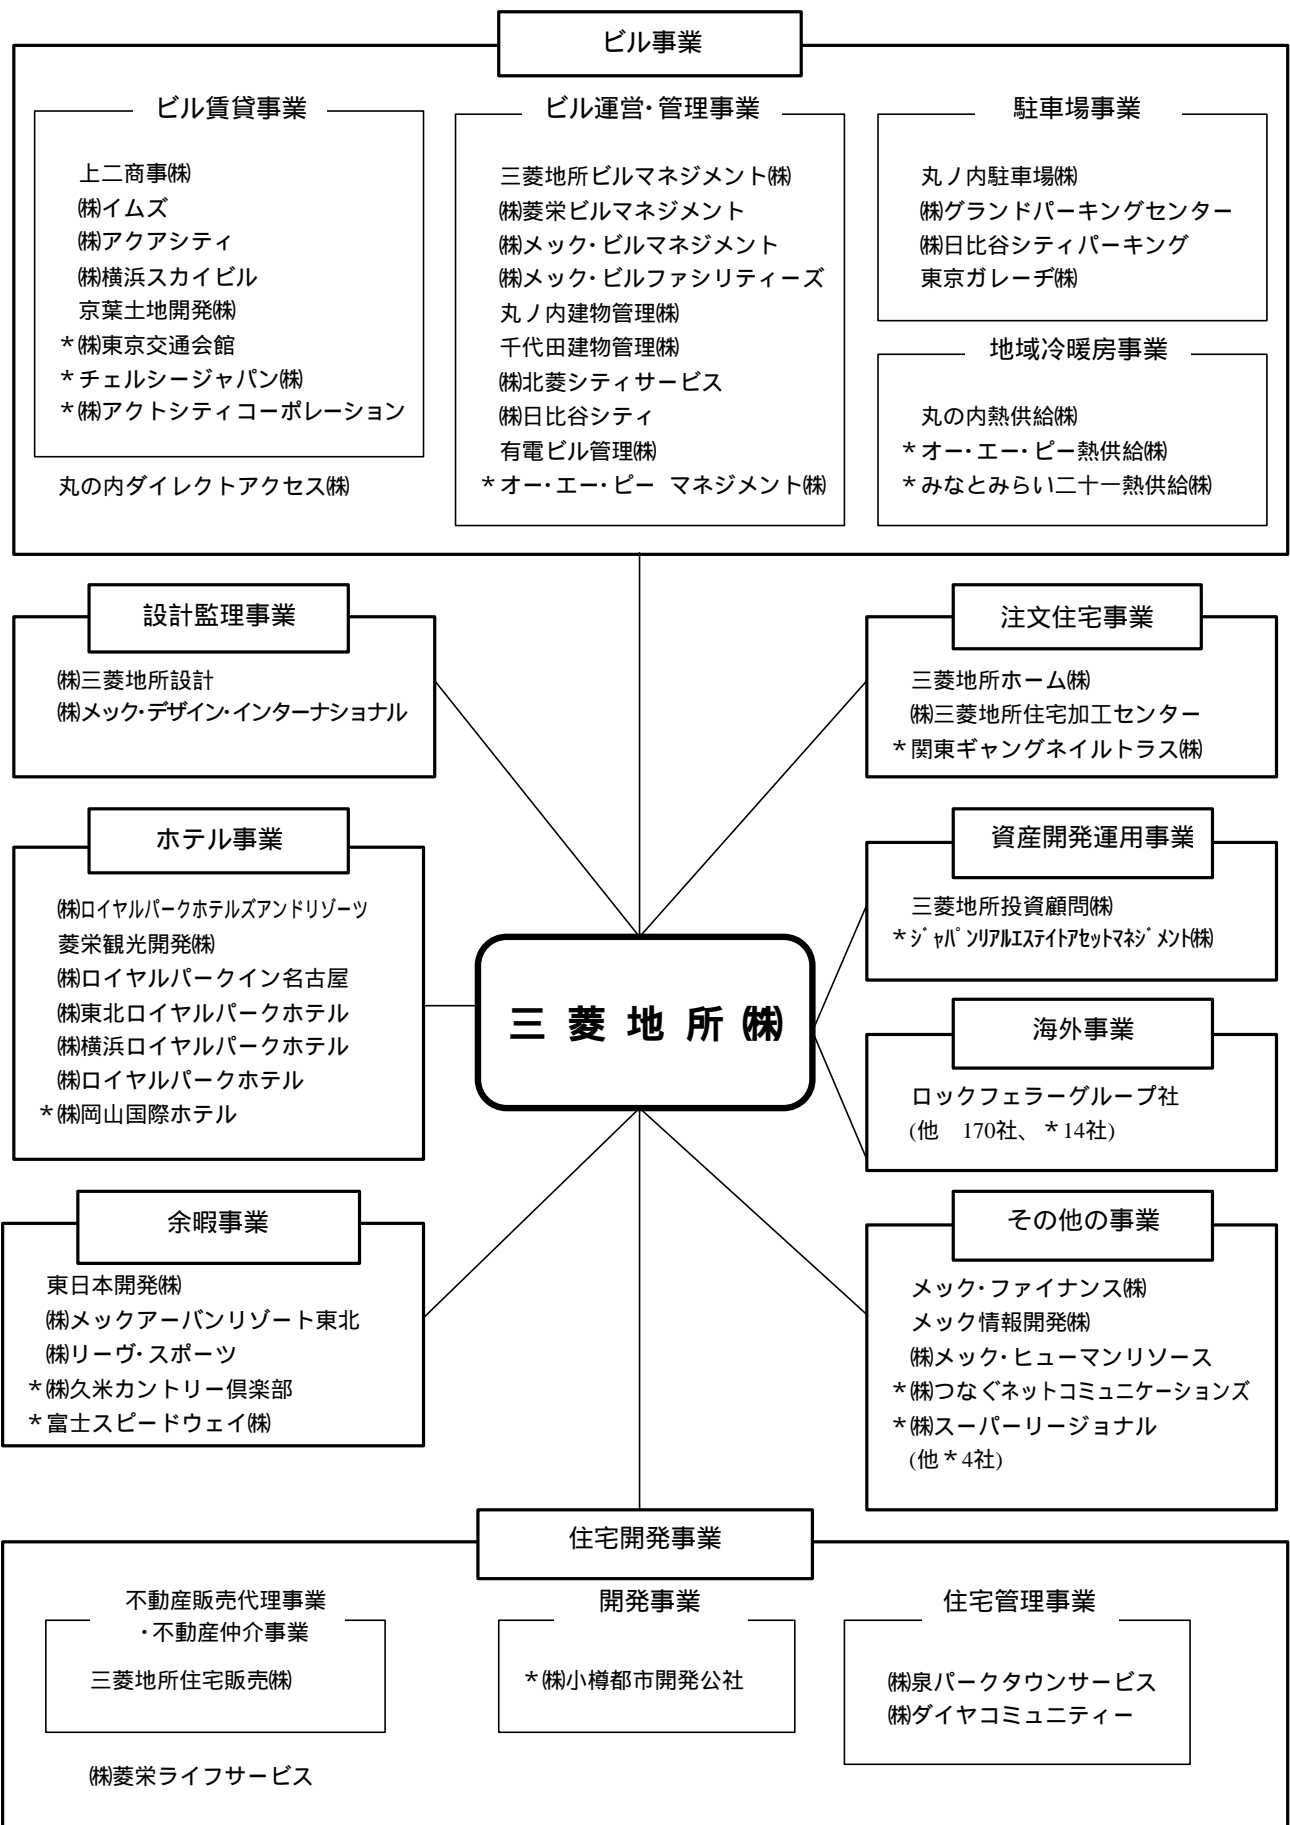 ビル事業
ビル賃貸事業
上二商事㈱
㈱イムズ
㈱アクアシティ
㈱横浜スカイビル
京葉土地開発㈱
*㈱東京交通会館
*チェルシージャパン㈱
*㈱アクトシティコーポレーション
丸の内ダイレクトアクセス㈱
ビル運営・管理事業
三菱地所ビルマネジメント㈱
㈱菱栄ビルマネジメント
㈱メック・ビルマネジメント
㈱メック・ビルファシリティーズ
丸ノ内建物管理㈱
千代田建物管理㈱
㈱北菱シティサービス
㈱日比谷シティ
有電ビル管理㈱
*オー・エー・ピー マネジメント㈱
駐車場事業
丸ノ内駐車場㈱
㈱グランドパーキングセンター
㈱日比谷シティパーキング
東京ガレーヂ㈱
地域冷暖房事業
丸の内熱供給㈱
*オー・エー・ピー熱供給㈱
*みなとみらい二十一熱供給㈱
設計監理事業
㈱三菱地所設計
㈱メック・デザイン・インターナショナル
注文住宅事業
三菱地所ホーム㈱
㈱三菱地所住宅加工センター
*関東ギャングネイルトラス㈱
ホテル事業
㈱ロイヤルパークホテルズアンドリゾーツ
菱栄観光開発㈱
㈱ロイヤルパークイン名古屋
㈱東北ロイヤルパークホテル
㈱横浜ロイヤルパークホテル
㈱ロイヤルパークホテル
*㈱岡山国際ホテル
資産開発運用事業
三菱地所投資顧問㈱
*ジャパンリアルエステイトアセットマネジメント㈱
三菱地所㈱
海外事業
ロックフェラーグループ社
(他 170社、*14社)
余暇事業
東日本開発㈱
㈱メックアーバンリゾート東北
㈱リーヴ・スポーツ
*㈱久米カントリー倶楽部
*富士スピードウェイ㈱
その他の事業
メック・ファイナンス㈱
メック情報開発㈱
㈱メック・ヒューマンリソース
*㈱つなぐネットコミュニケーションズ
*㈱スーパーリージョナル
(他*4社)
住宅開発事業
不動産販売代理事業
・不動産仲介事業
三菱地所住宅販売㈱
㈱菱栄ライフサービス
開発事業
*㈱小樽都市開発公社
住宅管理事業
㈱泉パークタウンサービス
㈱ダイヤコミュニティー